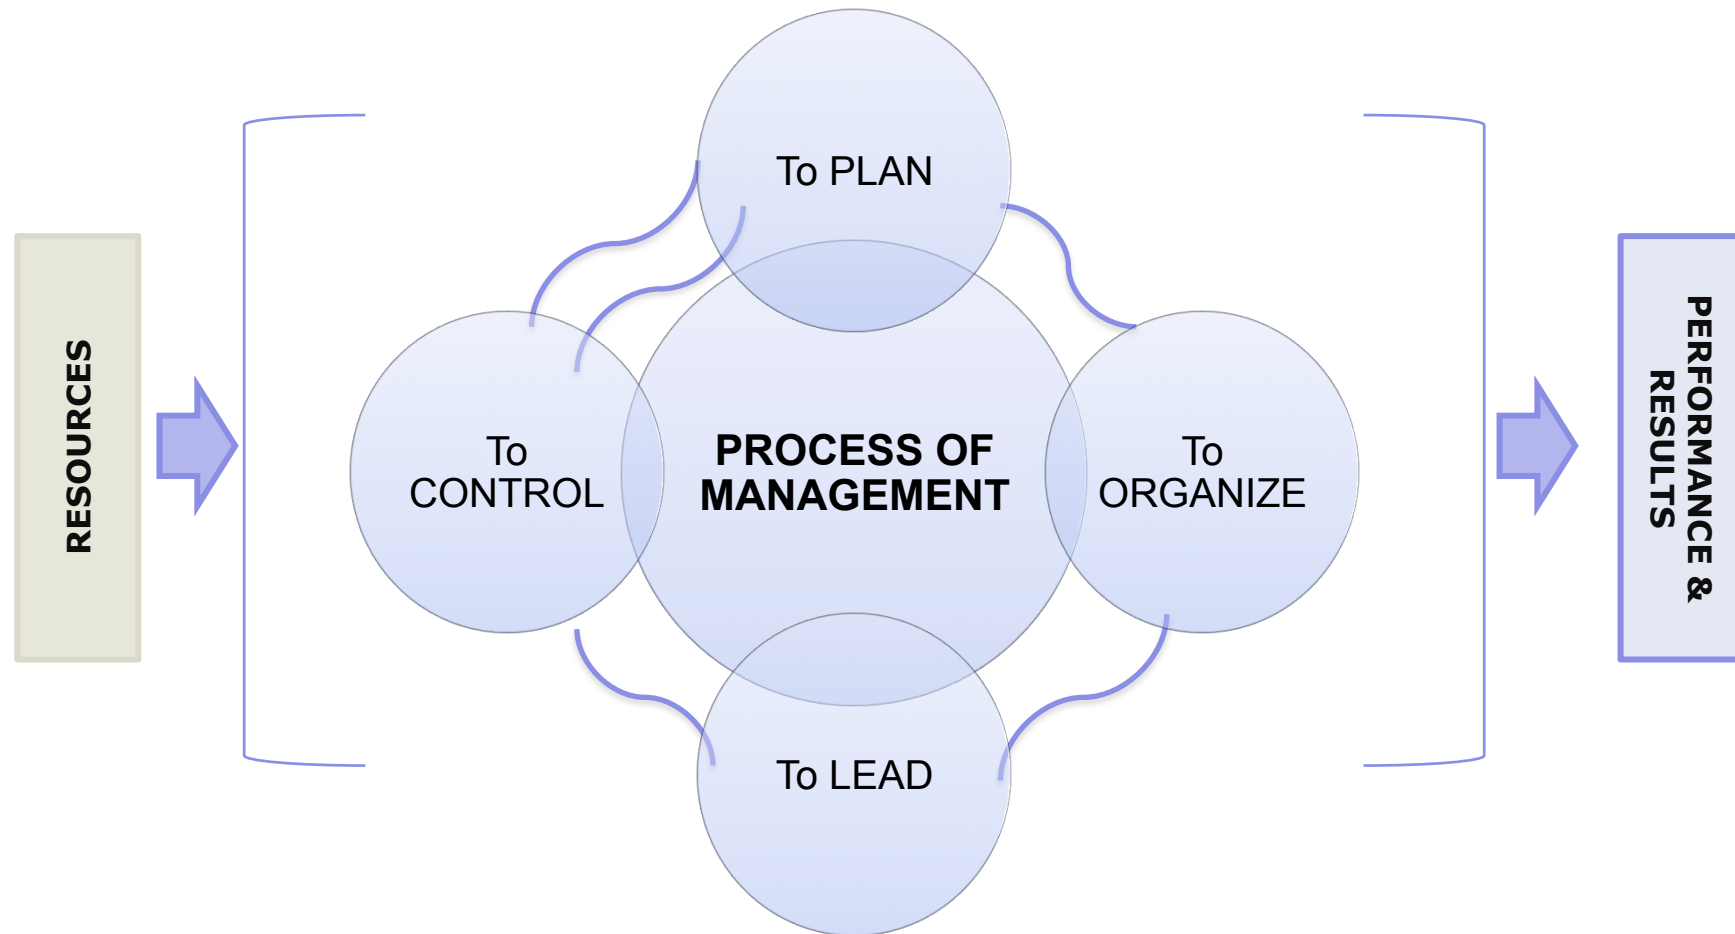 RESOURCES
To PLAN
To
CONTROL
PROCESS OF
MANAGEMENT
To
ORGANIZE
To LEAD
PERFORMANCE &
RESULTS